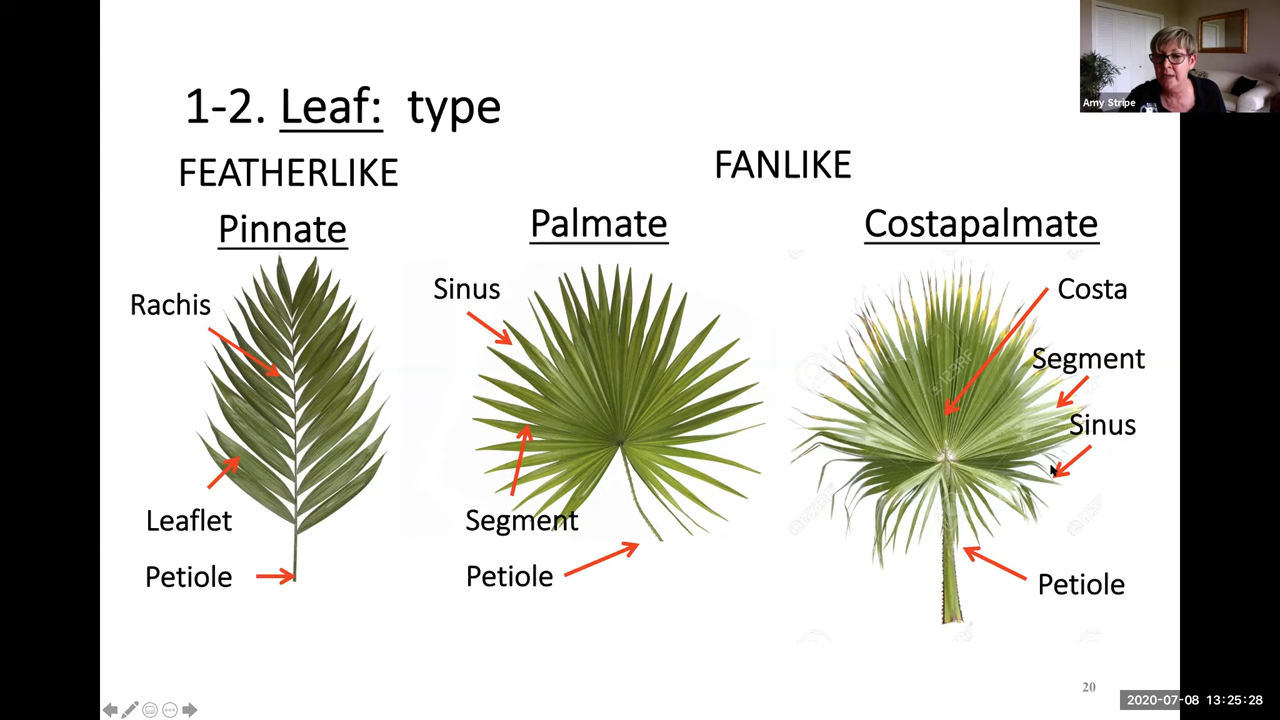 Amy Stripe
1-2. Leaf: type
FEATHERLIKE
FANLIKE
Pinnate
Palmate
Costapalmate
Rachis
Sinus
Costa
Segment
Sinus
Leaflet
Segment
Petiole
Petiole
Petiole
20
2020-07-08 13:25:28